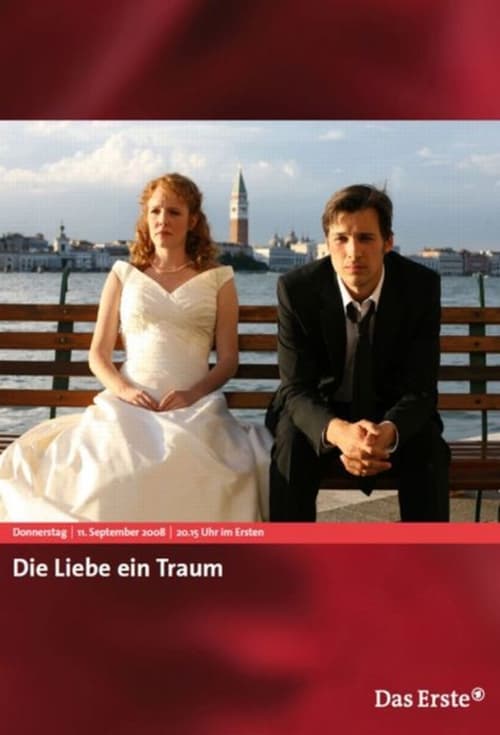 Donnerstag | 11. September 2008 | 20.15 Uhr im Ersten
Die Liebe ein Traum
Das Erste